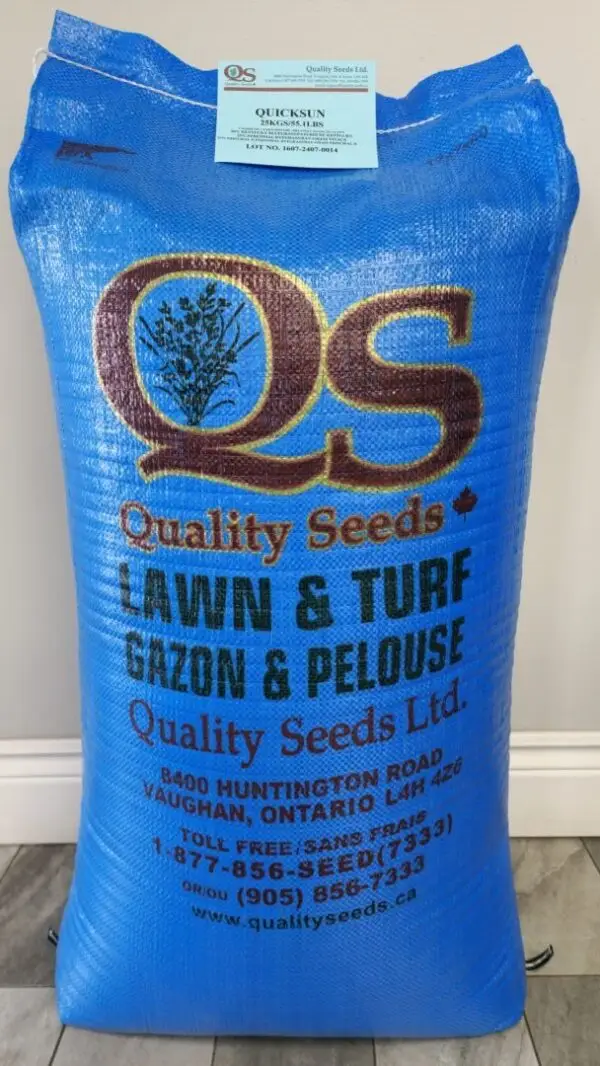 QS
Quality Seeds Ltd.
QUICKSUN
25KGS/55.1LBS
LOT NO. 1607-2407-0014
QS
Quality Seeds
LAWN & TURF
GAZON & PELOUSE
Quality Seeds Ltd.
8400 HUNTINGTON ROAD
VAUGHAN, ONTARIO L4H 4Z6
TOLL FREE/SANS FRAIS
1-877-856-SEED(7333)
OR/OU (905) 856-7333
www.qualityseeds.ca